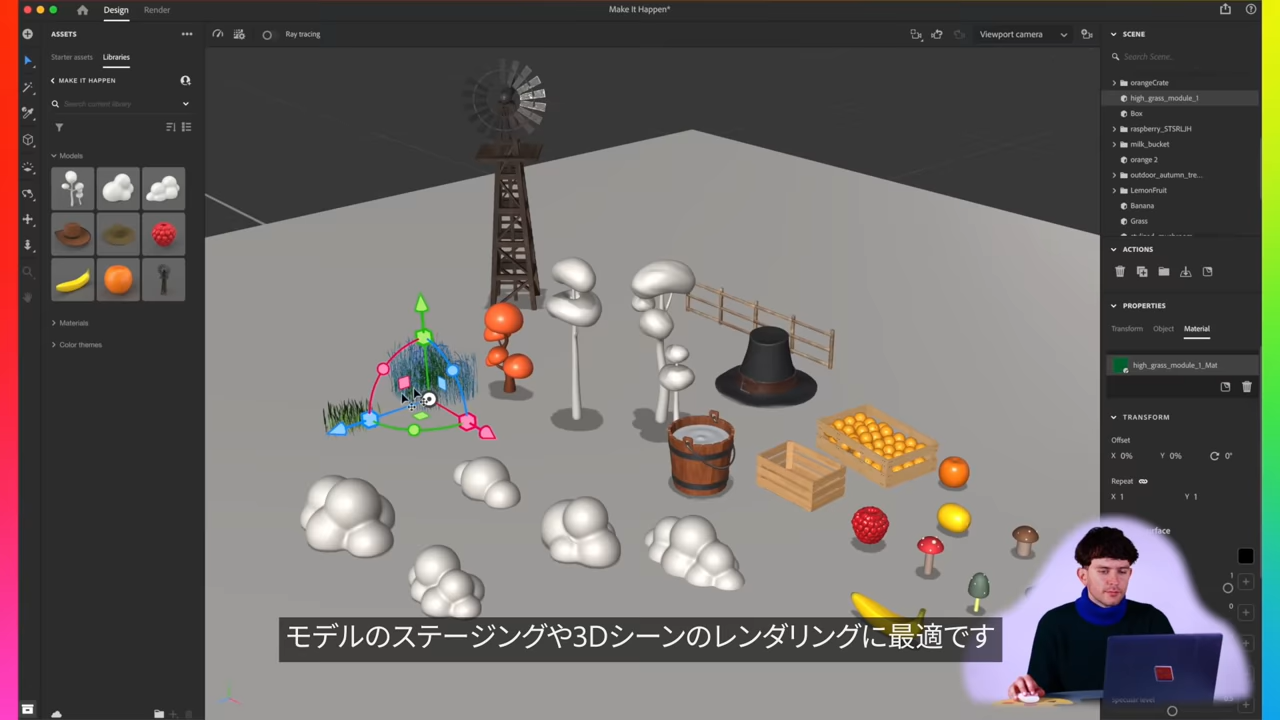 Design
Render
Make It Happen*
ASSETS
Starter assets
Libraries
MAKE IT HAPPEN
Search current library
Models
Materials
Color themes
Ray tracing
Viewport camera
SCENE
Search Scene...
orangeCrate
high_grass_module_1
Box
raspberry_STSRLJH
milk_bucket
orange 2
outdoor_autumn_tre...
LemonFruit
Banana
Grass
ACTIONS
PROPERTIES
Transform
Object
Material
high_grass_module_1_Mat
TRANSFORM
Offset
X 0%
Y 0%
0°
Repeat
X 1
Y 1
1
0
モデルのステージングや3Dシーンのレンダリングに最適です